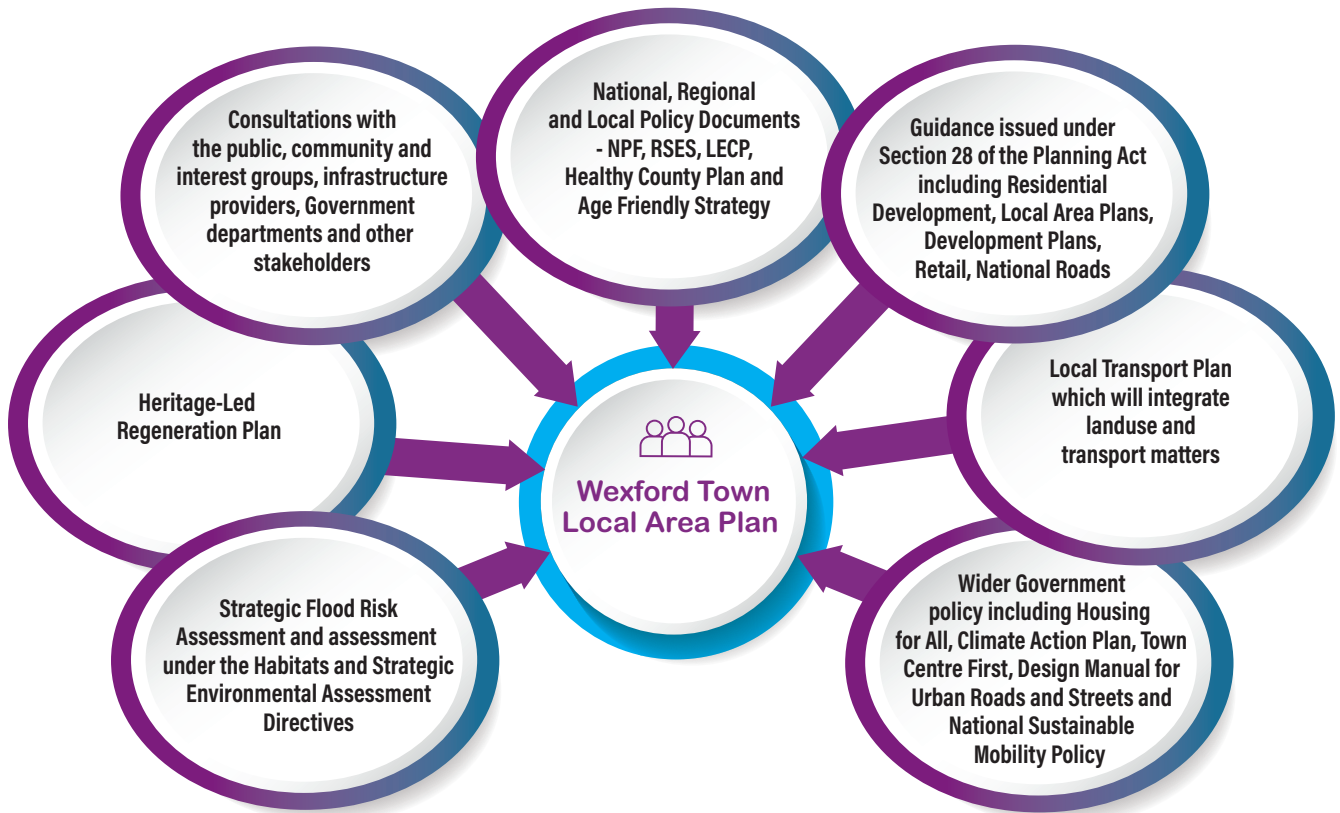 Consultations with
the public, community and
interest groups, infrastructure
providers, Government
departments and other
stakeholders
National, Regional
and Local Policy Documents
- NPF, RSES, LECP,
Healthy County Plan and
Age Friendly Strategy
Guidance issued under
Section 28 of the Planning Act
including Residential
Development, Local Area Plans,
Development Plans,
Retail, National Roads
Heritage-Led
Regeneration Plan
Wexford Town
Local Area Plan
Local Transport Plan
which will integrate
landuse and
transport matters
Strategic Flood Risk
Assessment and assessment
under the Habitats and Strategic
Environmental Assessment
Directives
Wider Government
policy including Housing
for All, Climate Action Plan, Town
Centre First, Design Manual for
Urban Roads and Streets and
National Sustainable
Mobility Policy